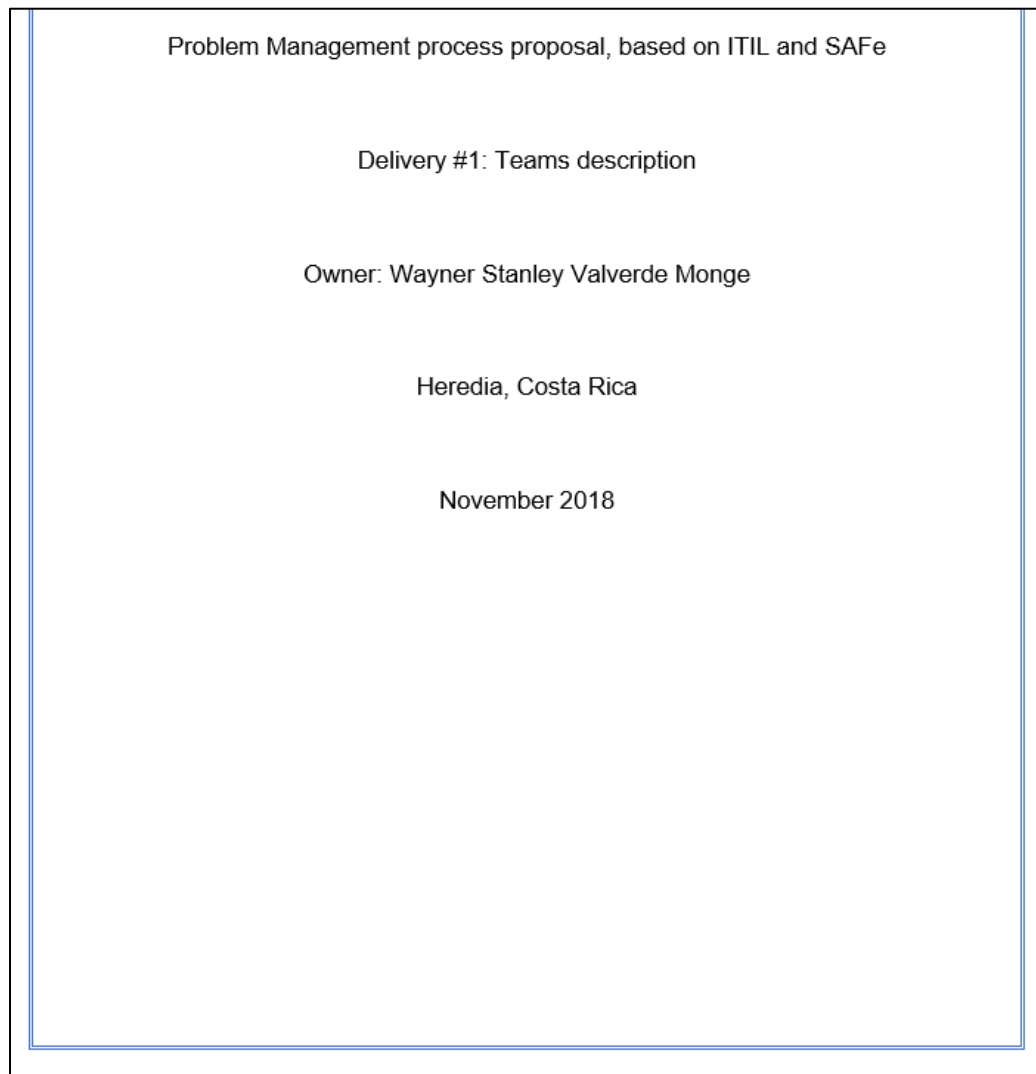 Problem Management process proposal, based on ITIL and SAFe
Delivery #1: Teams description
Owner: Wayner Stanley Valverde Monge
Heredia, Costa Rica
November 2018